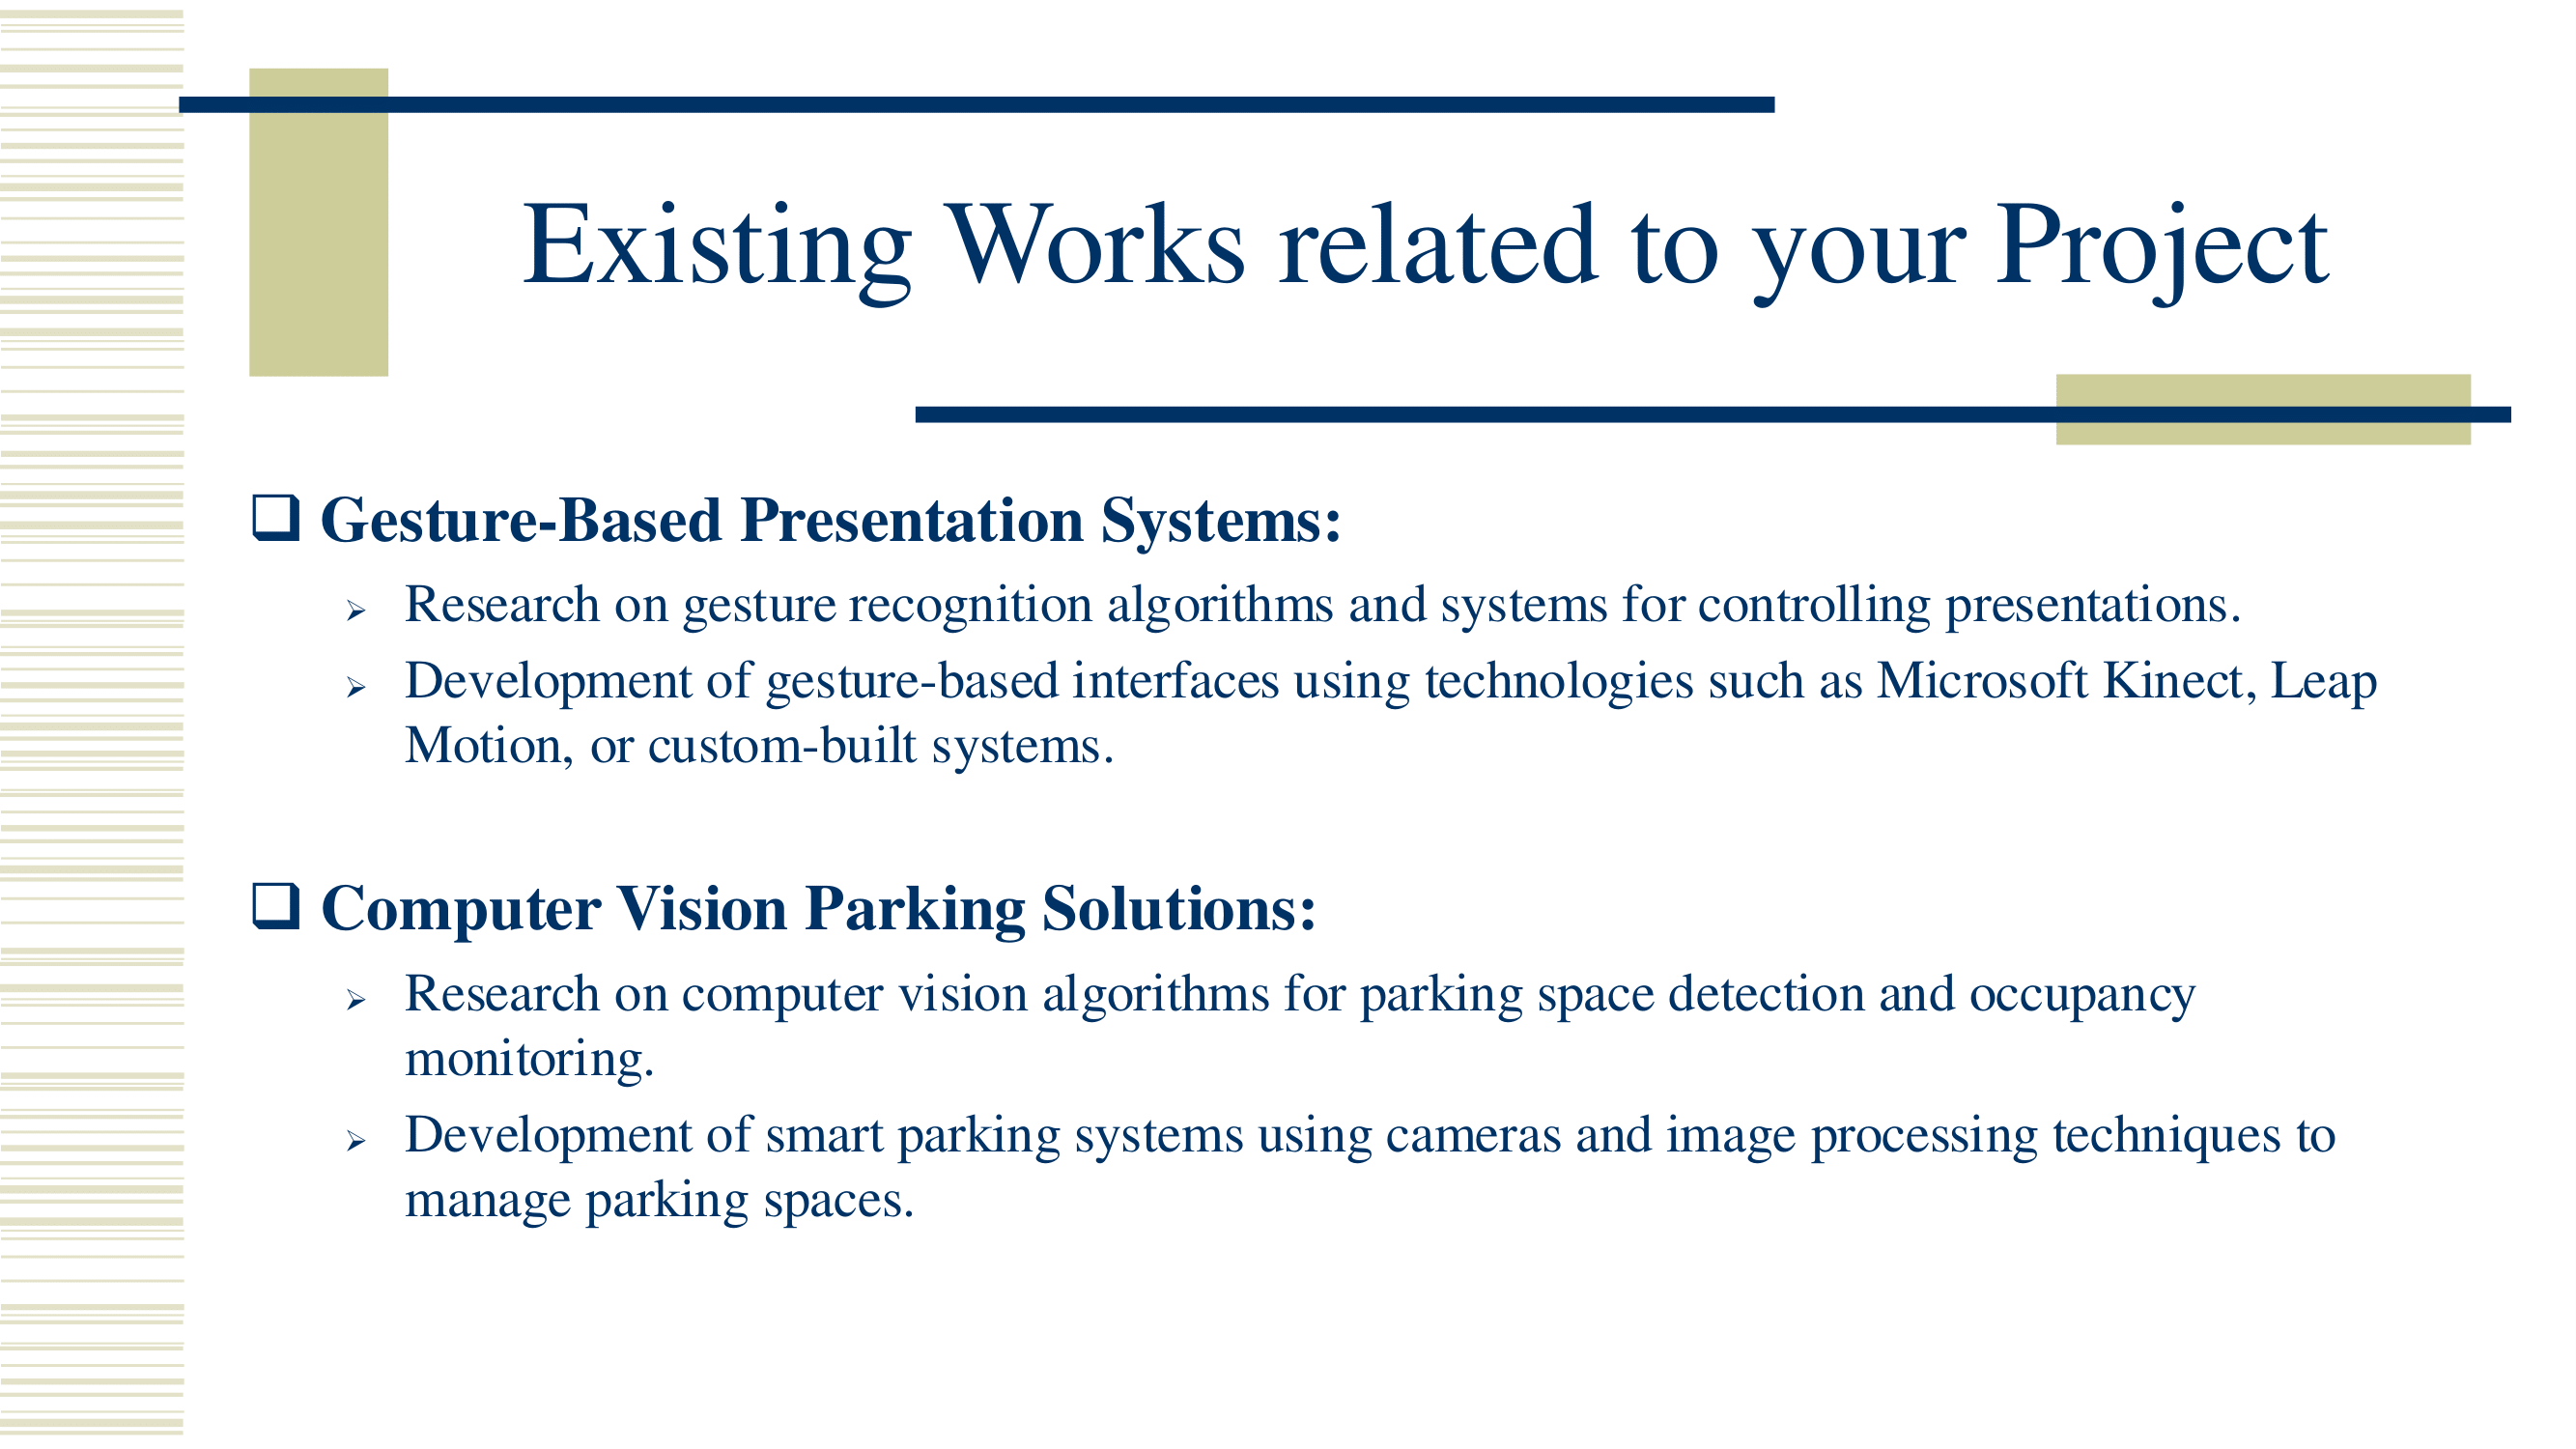 Existing Works related to your Project
❑ Gesture-Based Presentation Systems:
➢ Research on gesture recognition algorithms and systems for controlling presentations.
➢ Development of gesture-based interfaces using technologies such as Microsoft Kinect, Leap
Motion, or custom-built systems.
❑ Computer Vision Parking Solutions:
➢ Research on computer vision algorithms for parking space detection and occupancy
monitoring.
➢ Development of smart parking systems using cameras and image processing techniques to
manage parking spaces.